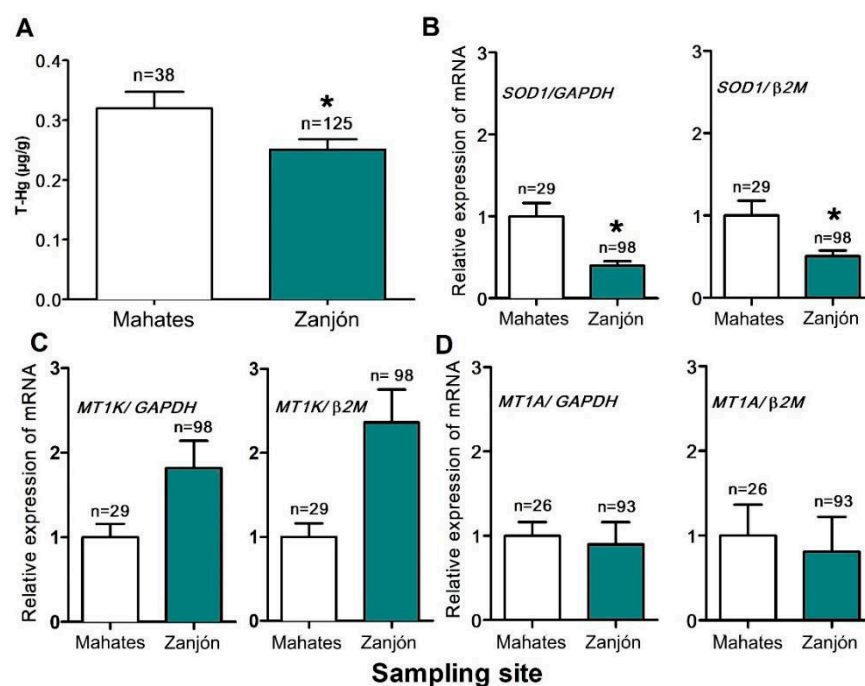 A
T-Hg (µg/g)
0.4
0.3
0.2
0.1
0.0
n=38
*
n=125
Mahates
Zanjón
B
Relative expression of mRNA
3
2
1
0
SOD1/GAPDH
n=29
*
n=98
Mahates
Zanjón
3
2
1
0
SOD1/β2M
n=29
*
n=98
Mahates
Zanjón
C
Relative expression of mRNA
3
2
1
0
MT1K/ GAPDH
n=29
n=98
Mahates
Zanjón
3
2
1
0
MT1K/ β2M
n=29
n= 98
Mahates
Zanjón
D
Relative expression of mRNA
3
2
1
0
MT1A/ GAPDH
n=26
n=93
Mahates
Zanjón
3
2
1
0
MT1A/β2M
n=26
n=93
Mahates
Zanjón
Sampling site